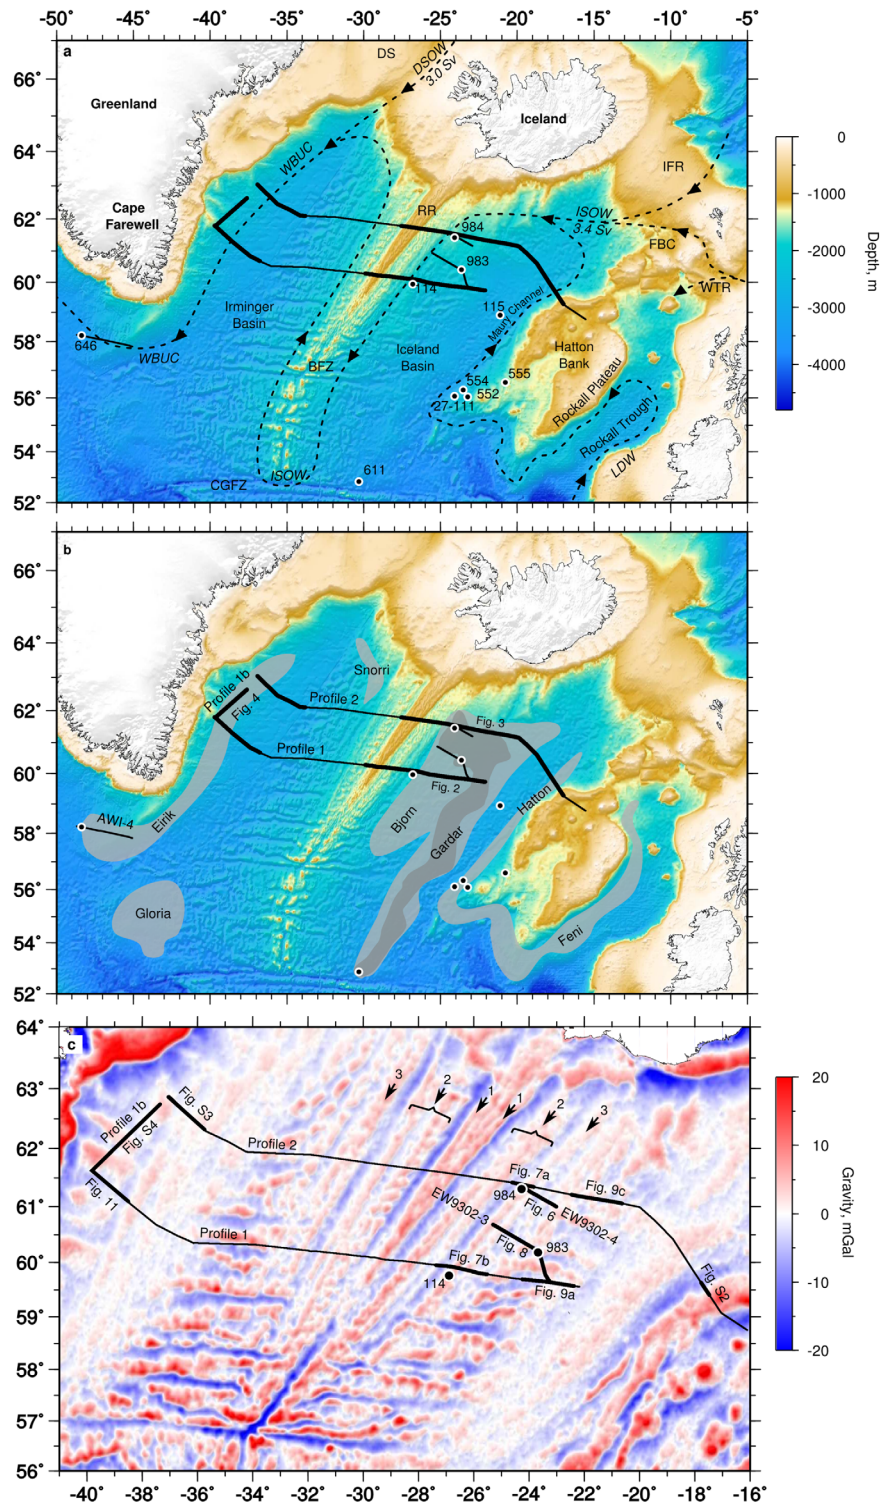 -50° -45° -40° -35° -30° -25° -20° -15° -10° -5°
a
66°
64°
62°
60°
58°
56°
54°
52°
Greenland
Cape
Farewell
Iceland
DS
DSOW
3.0 Sv
WBUC
IFR
RR
ISOW
3.4 Sv
984
FBC
983
WTR
114
115
Maury Channel
Irminger
Basin
646
WBUC
BFZ
Iceland
Basin
Hatton
Bank
554
555
552
27-111
Rockall Plateau
Rockall Trough
LDW
611
CGFZ
ISOW
0
-1000
-2000
-3000
-4000
Depth, m
b
66°
64°
62°
60°
58°
56°
54°
52°
Snorri
Profile 1b
Fig. 4
Profile 2
Fig. 3
Profile 1
Fig. 2
AWI-4
Eirik
Bjorn
Gardar
Hatton
Gloria
Feni
c
64°
63°
62°
61°
60°
59°
58°
57°
56°
3
2
1
1
2
3
Profile 1b
Fig. S4
Fig. S3
Profile 2
Fig. 11
Fig. 7a
984
Fig. 9c
Fig. 6
EW9302-4
EW9302-3
Fig. 8
983
Profile 1
Fig. 7b
114
Fig. 9a
Fig. S2
20
10
0
-10
-20
Gravity, mGal
-40° -38° -36° -34° -32° -30° -28° -26° -24° -22° -20° -18° -16°